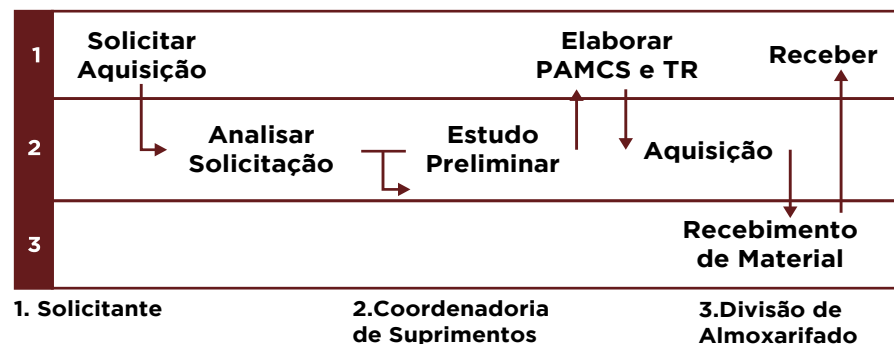 1
Solicitar
Aquisição
Elaborar
PAMCS e TR
Receber
2
Analisar
Solicitação
Estudo
Preliminar
Aquisição
3
Recebimento
de Material
1. Solicitante
2.Coordenadoria
de Suprimentos
3.Divisão de
Almoxarifado